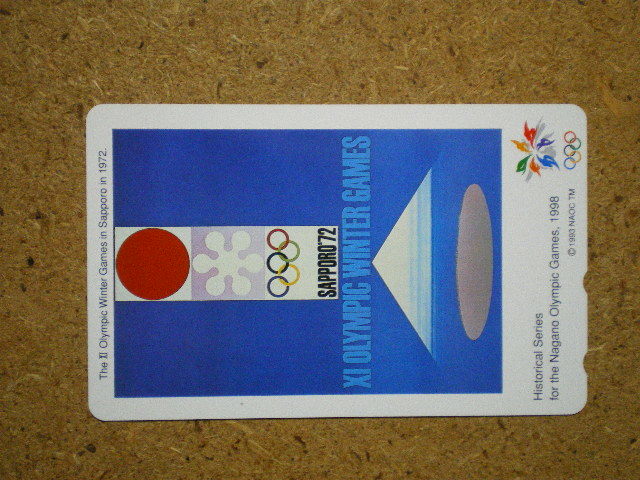 The XI Olympic Winter Games in Sapporo in 1972.
SAPPORO'72
XI OLYMPIC WINTER GAMES
Historical Series
for the Nagano Olympic Games, 1998
© 1993 NAOC TM